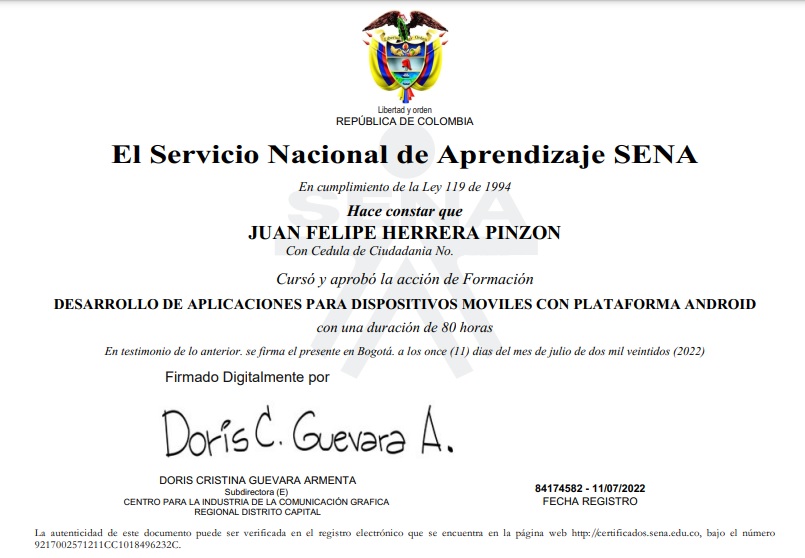 Libertad y orden
REPÚBLICA DE COLOMBIA
El Servicio Nacional de Aprendizaje SENA
En cumplimiento de la Ley 119 de 1994
SENA
Hace constar que
JUAN FELIPE HERRERA PINZON
Con Cedula de Ciudadania No.
Cursó y aprobó la acción de Formación
DESARROLLO DE APLICACIONES PARA DISPOSITIVOS MOVILES CON PLATAFORMA ANDROID
con una duración de 80 horas
En testimonio de lo anterior. se firma el presente en Bogotá. a los once (11) dias del mes de julio de dos mil veintidos (2022)
Firmado Digitalmente por
Doris C. Guevara A.
DORIS CRISTINA GUEVARA ARMENTA
Subdirectora (E)
CENTRO PARA LA INDUSTRIA DE LA COMUNICACIÓN GRAFICA
REGIONAL DISTRITO CAPITAL
84174582 - 11/07/2022
FECHA REGISTRO
La autenticidad de este documento puede ser verificada en el registro electrónico que se encuentra en la página web http://certificados.sena.edu.co, bajo el número
9217002571211CC1018496232C.